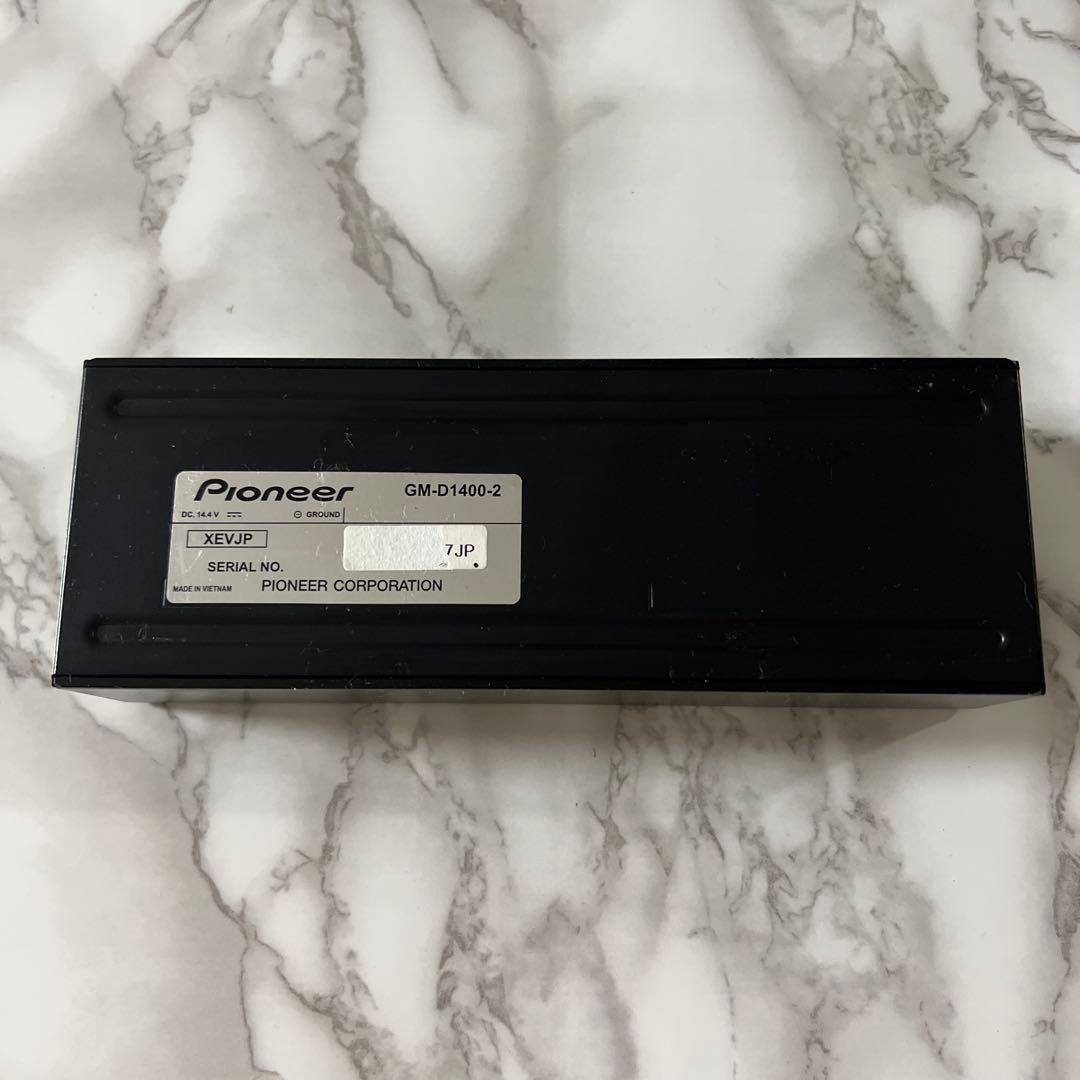 Pioneer GM-D1400-2
DC. 14.4 V ⎓ ⊖ GROUND
XEVJP
7JP
SERIAL NO.
MADE IN VIETNAM PIONEER CORPORATION